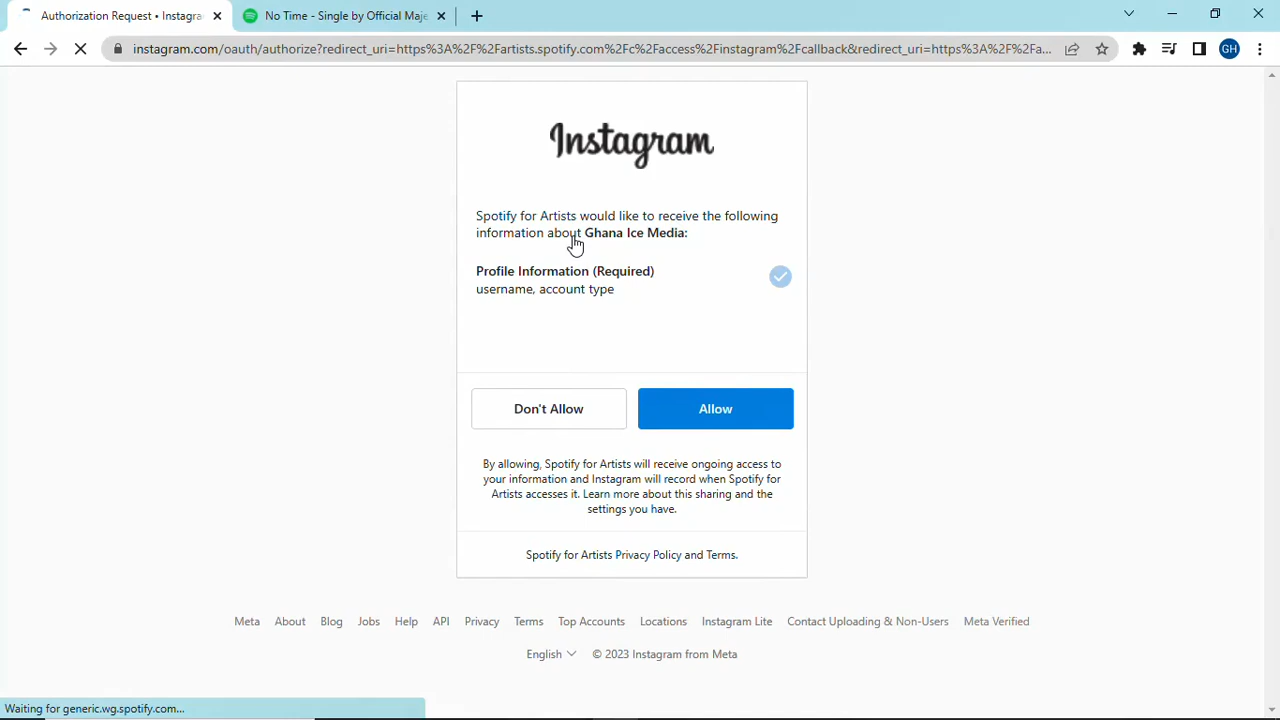 Authorization Request • Instagra
No Time - Single by Official Maje
instagram.com/oauth/authorize?redirect_uri=https%3A%2F%2Fartists.spotify.com%2Fc%2Faccess%2Finstagram%2Fcallback&redirect_uri=https%3A%2F%2Fa...
GH
Instagram
Spotify for Artists would like to receive the following
information about Ghana Ice Media:
Profile Information (Required)
username, account type
Don't Allow
Allow
By allowing, Spotify for Artists will receive ongoing access to
your information and Instagram will record when Spotify for
Artists accesses it. Learn more about this sharing and the
settings you have.
Spotify for Artists Privacy Policy and Terms.
Meta About Blog Jobs Help API Privacy Terms Top Accounts Locations Instagram Lite Contact Uploading & Non-Users Meta Verified
English © 2023 Instagram from Meta
Waiting for generic.wg.spotify.com...